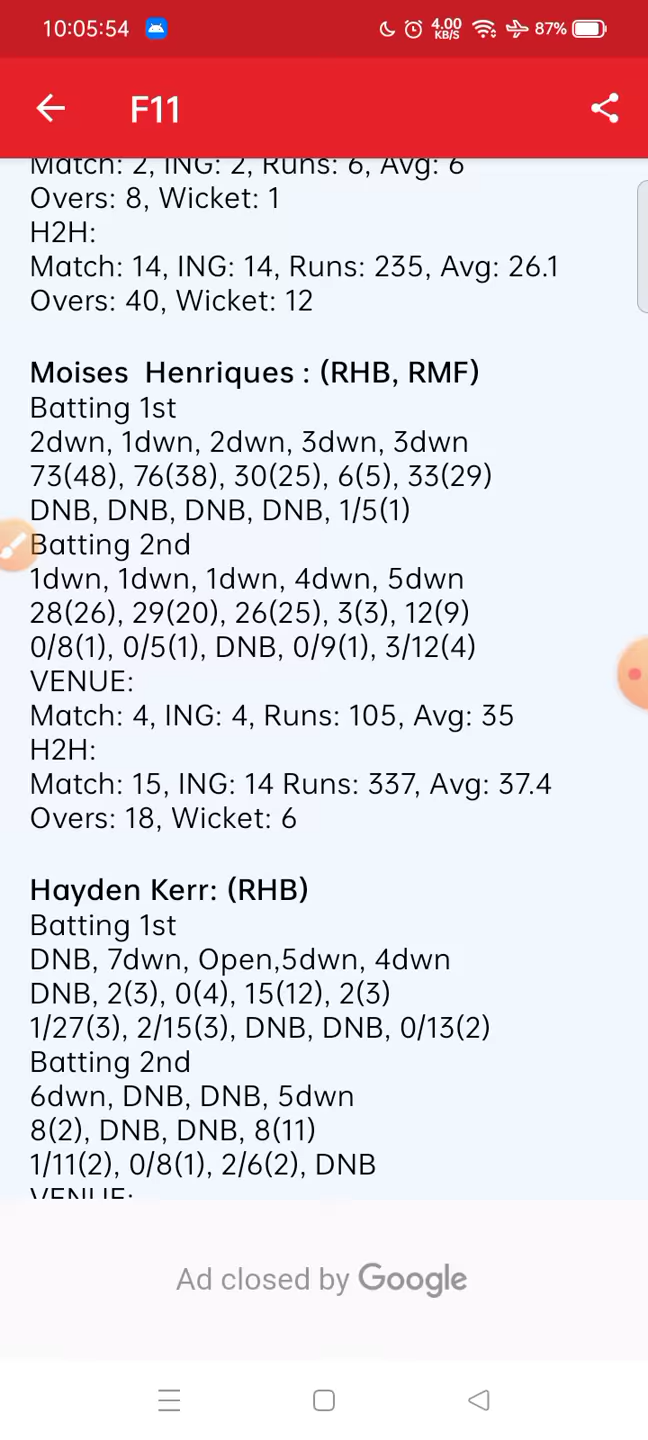 10:05:54
4.00 KB/S
87%
F11
Match: 2, ING: 2, Runs: 6, Avg: 6
Overs: 8, Wicket: 1
H2H:
Match: 14, ING: 14, Runs: 235, Avg: 26.1
Overs: 40, Wicket: 12
Moises  Henriques : (RHB, RMF)
Batting 1st
2dwn, 1dwn, 2dwn, 3dwn, 3dwn
73(48), 76(38), 30(25), 6(5), 33(29)
DNB, DNB, DNB, DNB, 1/5(1)
Batting 2nd
1dwn, 1dwn, 1dwn, 4dwn, 5dwn
28(26), 29(20), 26(25), 3(3), 12(9)
0/8(1), 0/5(1), DNB, 0/9(1), 3/12(4)
VENUE:
Match: 4, ING: 4, Runs: 105, Avg: 35
H2H:
Match: 15, ING: 14 Runs: 337, Avg: 37.4
Overs: 18, Wicket: 6
Hayden Kerr: (RHB)
Batting 1st
DNB, 7dwn, Open,5dwn, 4dwn
DNB, 2(3), 0(4), 15(12), 2(3)
1/27(3), 2/15(3), DNB, DNB, 0/13(2)
Batting 2nd
6dwn, DNB, DNB, 5dwn
8(2), DNB, DNB, 8(11)
1/11(2), 0/8(1), 2/6(2), DNB
VENUE:
Ad closed by Google